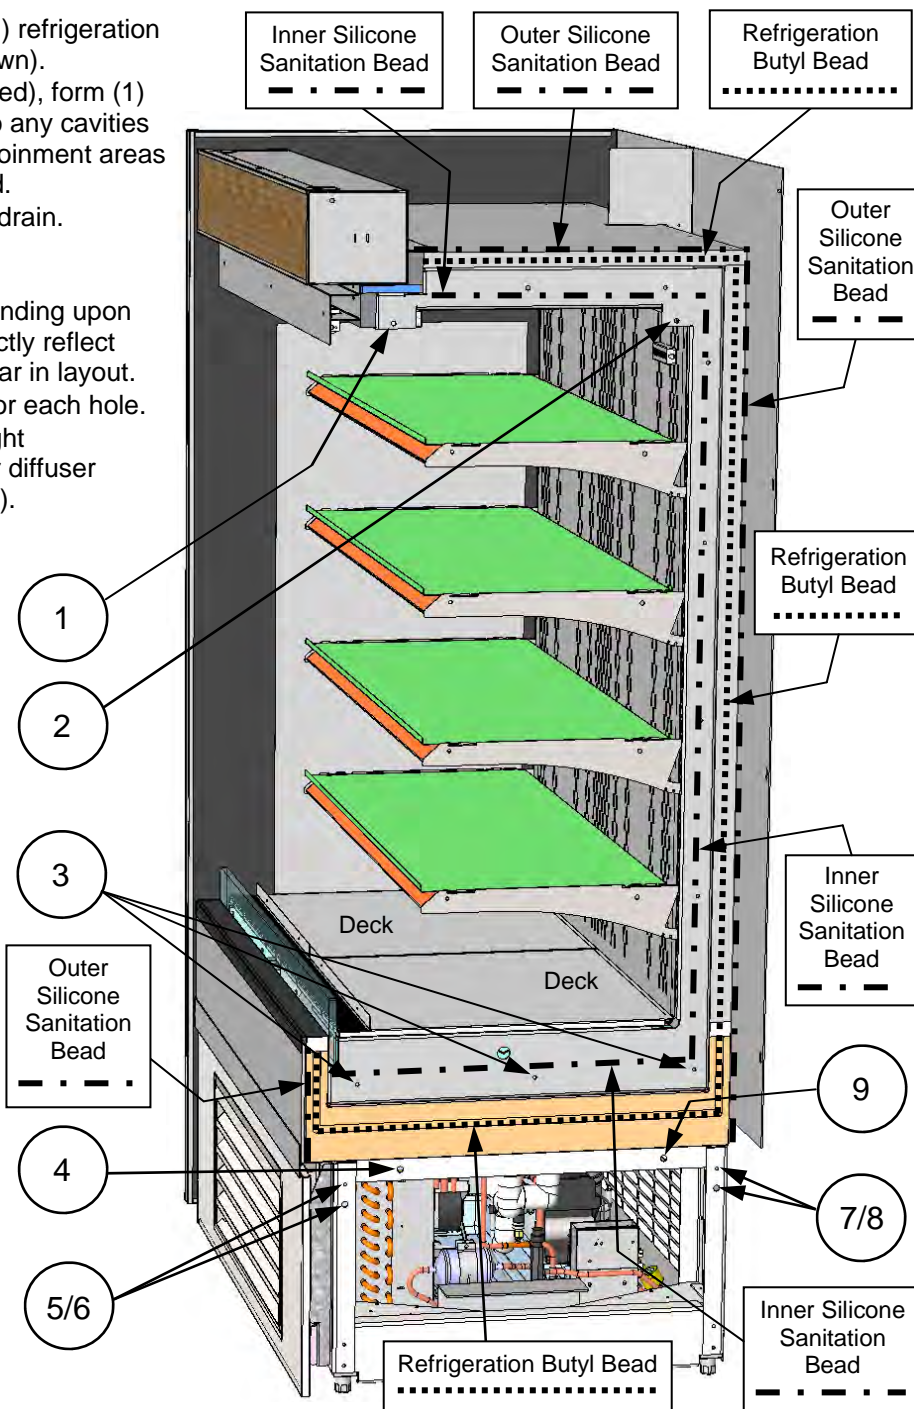 ) refrigeration
wn).
ed), form (1)
o any cavities
oinment areas
d.
drain.
nding upon
ctly reflect
ar in layout.
or each hole.
ght
r diffuser
).
Inner Silicone
Sanitation Bead
Outer Silicone
Sanitation Bead
Refrigeration
Butyl Bead
Outer
Silicone
Sanitation
Bead
1
2
Refrigeration
Butyl Bead
3
Inner
Silicone
Sanitation
Bead
Deck
Deck
Outer
Silicone
Sanitation
Bead
9
4
7/8
5/6
Refrigeration Butyl Bead
Inner Silicone
Sanitation
Bead